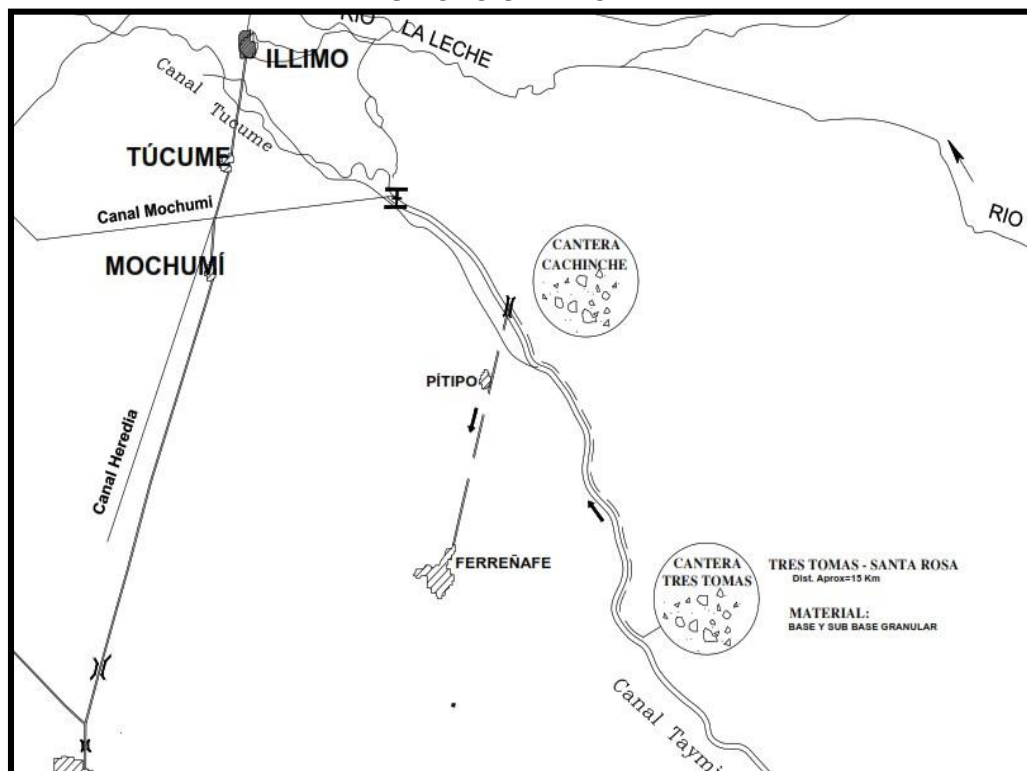 RIO LA LECHE
ILLIMO
Canal Tucume
TÚCUME
Canal Mochumi
RIO
MOCHUMÍ
CANTERA
CACHINCHE
PÍTIPO
Canal Heredia
FERREÑAFE
CANTERA
TRES TOMAS
TRES TOMAS - SANTA ROSA
Dist. Aprox=15 Km
MATERIAL:
BASE Y SUB BASE GRANULAR
Canal Taymi